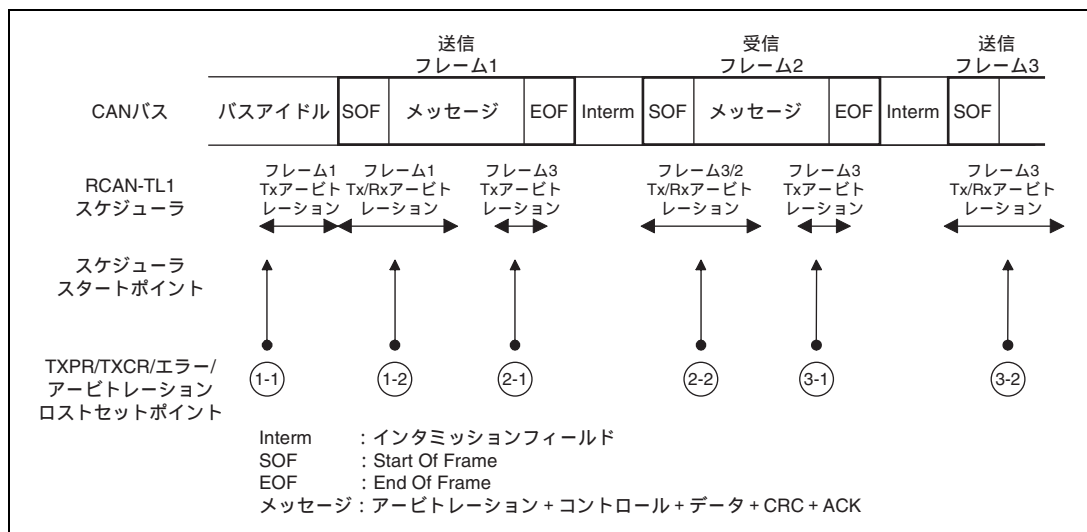 送信
フレーム1
受信
フレーム2
送信
フレーム3
CANバス
バスアイドル SOF メッセージ EOF Interm SOF メッセージ EOF Interm SOF
RCAN-TL1
スケジューラ
フレーム1
Txアービト
レーション
フレーム1
Tx/Rxアービト
レーション
フレーム3
Txアービト
レーション
フレーム3/2
Tx/Rxアービト
レーション
フレーム3
Txアービト
レーション
フレーム3
Tx/Rxアービト
レーション
スケジューラ
スタートポイント
TXPR/TXCR/エラー/
アービトレーション
ロストセットポイント
1-1 1-2 2-1 2-2 3-1 3-2
Interm :インタミッションフィールド
SOF :Start Of Frame
EOF :End Of Frame
メッセージ:アービトレーション+コントロール+データ+CRC+ACK